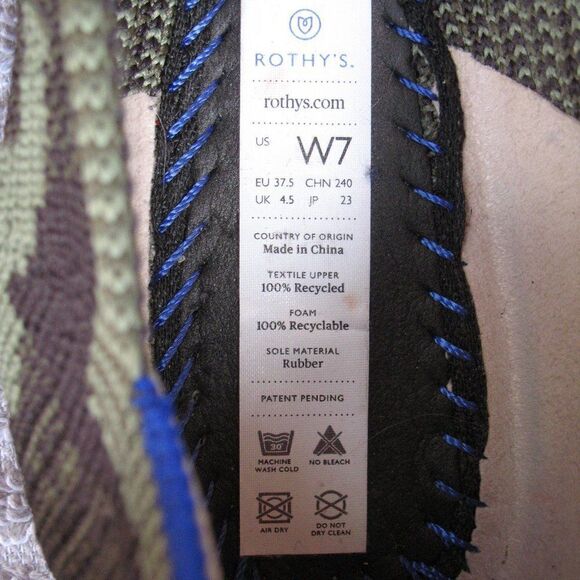 ROTHY'S.
rothys.com
US W7
EU 37.5 CHN 240
UK 4.5 JP 23
COUNTRY OF ORIGIN
Made in China
TEXTILE UPPER
100% Recycled
FOAM
100% Recyclable
SOLE MATERIAL
Rubber
PATENT PENDING
30°
MACHINE WASH COLD
NO BLEACH
AIR DRY
DO NOT DRY CLEAN